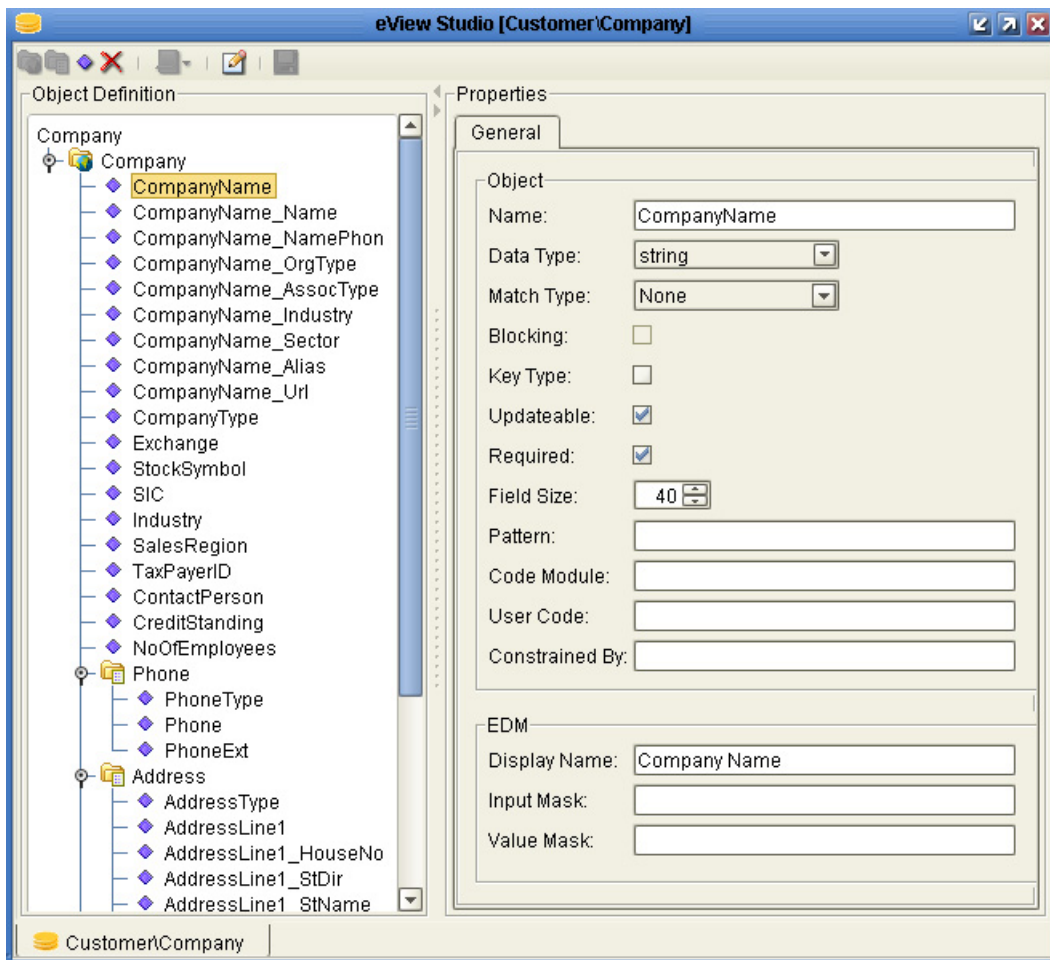 eView Studio [Customer\Company]
Object Definition
Company
Company
CompanyName
CompanyName_Name
CompanyName_NamePhon
CompanyName_OrgType
CompanyName_AssocType
CompanyName_Industry
CompanyName_Sector
CompanyName_Alias
CompanyName_Url
CompanyType
Exchange
StockSymbol
SIC
Industry
SalesRegion
TaxPayerID
ContactPerson
CreditStanding
NoOfEmployees
Phone
PhoneType
Phone
PhoneExt
Address
AddressType
AddressLine1
AddressLine1_HouseNo
AddressLine1_StDir
AddressLine1_StName
Properties
General
Object
Name: CompanyName
Data Type: string
Match Type: None
Blocking:
Key Type:
Updateable:
Required:
Field Size: 40
Pattern:
Code Module:
User Code:
Constrained By:
EDM
Display Name: Company Name
Input Mask:
Value Mask:
Customer\Company